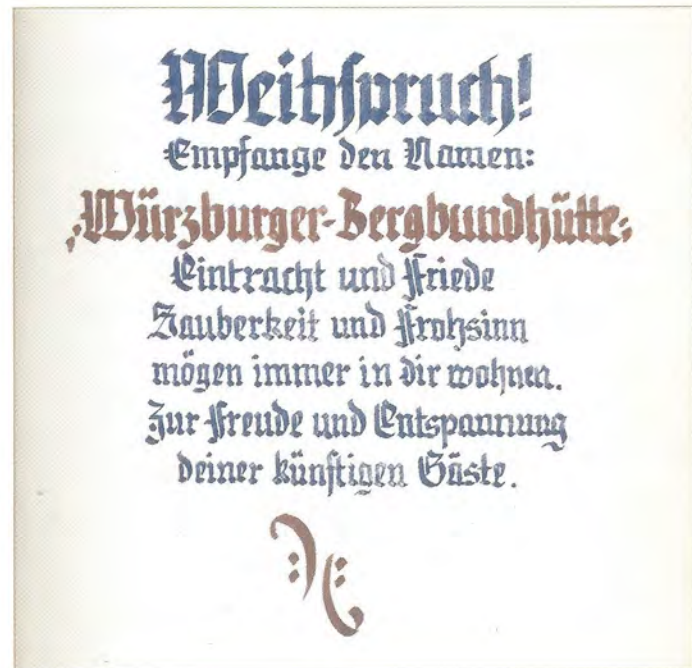 Weihspruch!
Empfange den Namen:
„Würzburger-Bergbundhütte“
Eintracht und Friede
Sauberkeit und Frohsinn
mögen immer in dir wohnen.
Zur Freude und Entspannung
deiner künftigen Gäste.